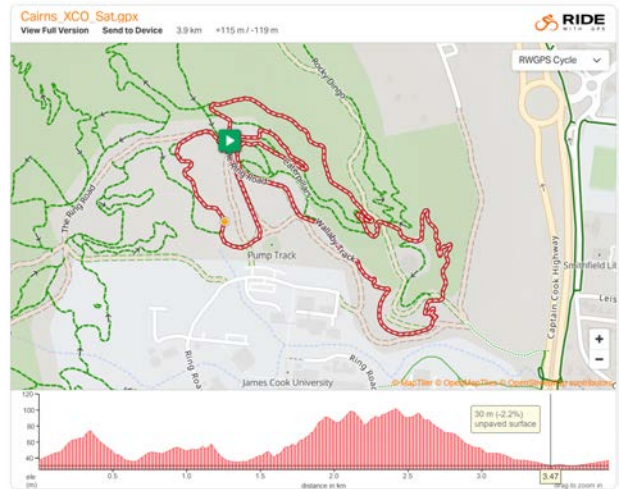 Cairns_XCO_Sat.gpx
View Full Version Send to Device 3.9 km +115 m / -119 m
RIDE
WITH GPS
RWGPS Cycle
Rocky Dingo
The Ring Road
Caterpillar
The Ring Road
Wallaby Track
Pump Track
Captain Cook Highway
Smithfield Lib
Leis
Ring Road
Ring Road
James Cook University
+
−
© MapTiler © OpenMapTiles © OpenStreetMap contributors
120
100
80
60
40
ele
(m)
30 m (-2.2%)
unpaved surface
0.5 1.0 1.5 2.0 2.5 3.0 3.47
distance in km
drag to zoom in